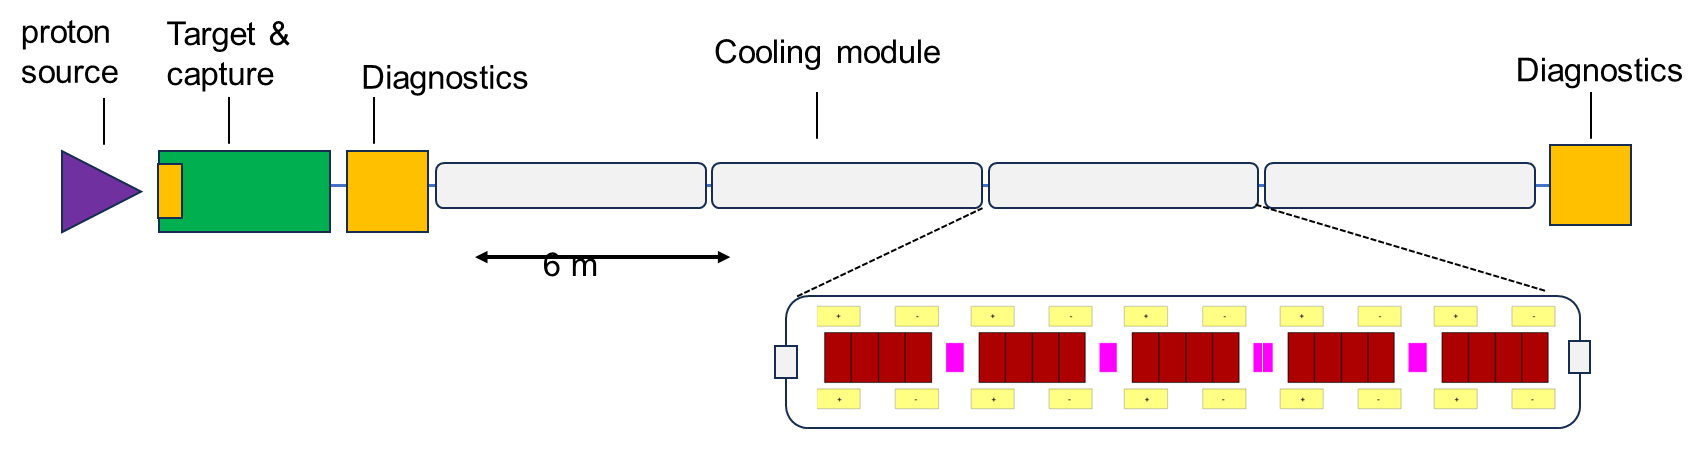 proton
source
Target &
capture
Diagnostics
Cooling module
Diagnostics
6 m
+ - + - + - + - + -
+ - + - + - + - + -